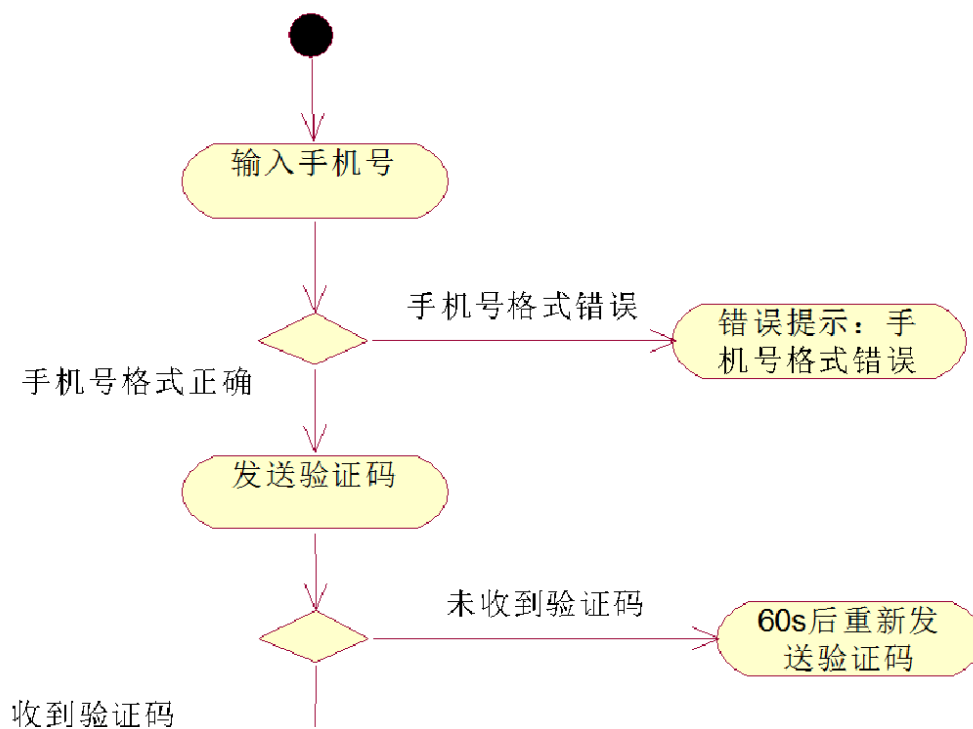 输入手机号
手机号格式错误
错误提示：手
机号格式错误
手机号格式正确
发送验证码
未收到验证码
60s后重新发
送验证码
收到验证码